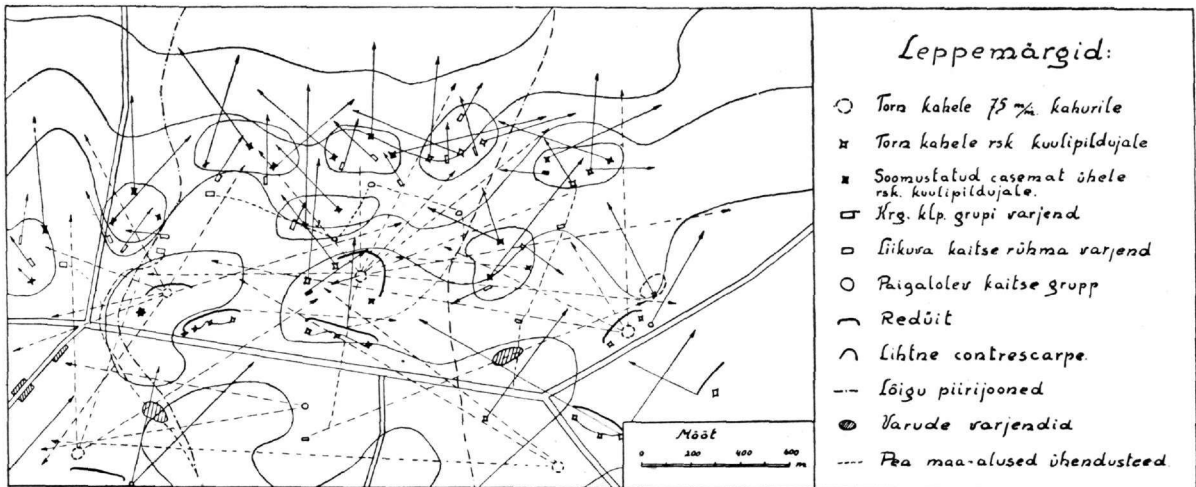 Leppemärgid:
Torn kahele 75 m/m. kahurile
Torn kahele rsk kuulipildujale
Soomustatud casemat ühele
rsk. kuulipildujale.
Krg. klp. grupi varjend
Liikuva kaitse rühma varjend
Paigalolev kaitse grupp
Redüit
Lihtne contrescarpe.
Lõigu piirijooned
Varude varjendid
Pea maa-alused ühendusteed.
Mõõt
0 200 400 600
m